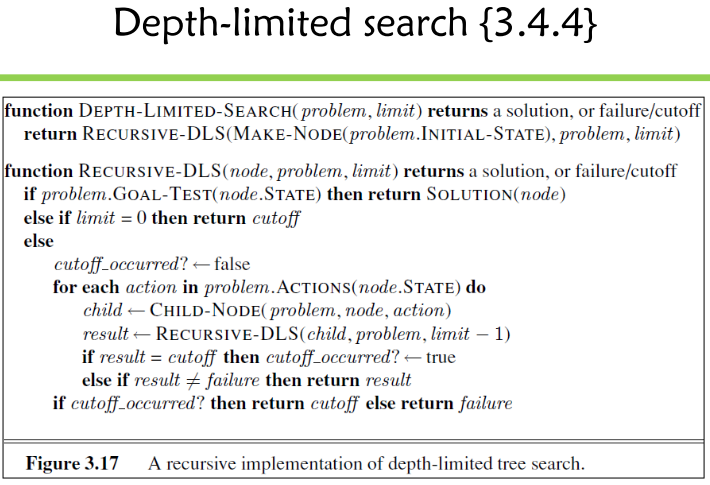 Depth-limited search {3.4.4}
function DEPTH-LIMITED-SEARCH(problem, limit) returns a solution, or failure/cutoff
return RECURSIVE-DLS(MAKE-NODE(problem.INITIAL-STATE), problem, limit)
function RECURSIVE-DLS(node, problem, limit) returns a solution, or failure/cutoff
if problem.GOAL-TEST(node.STATE) then return SOLUTION(node)
else if limit = 0 then return cutoff
else
cutoff_occurred? ← false
for each action in problem.ACTIONS(node.STATE) do
child ← CHILD-NODE(problem, node, action)
result ← RECURSIVE-DLS(child, problem, limit − 1)
if result = cutoff then cutoff_occurred? ← true
else if result ≠ failure then return result
if cutoff_occurred? then return cutoff else return failure
Figure 3.17 A recursive implementation of depth-limited tree search.